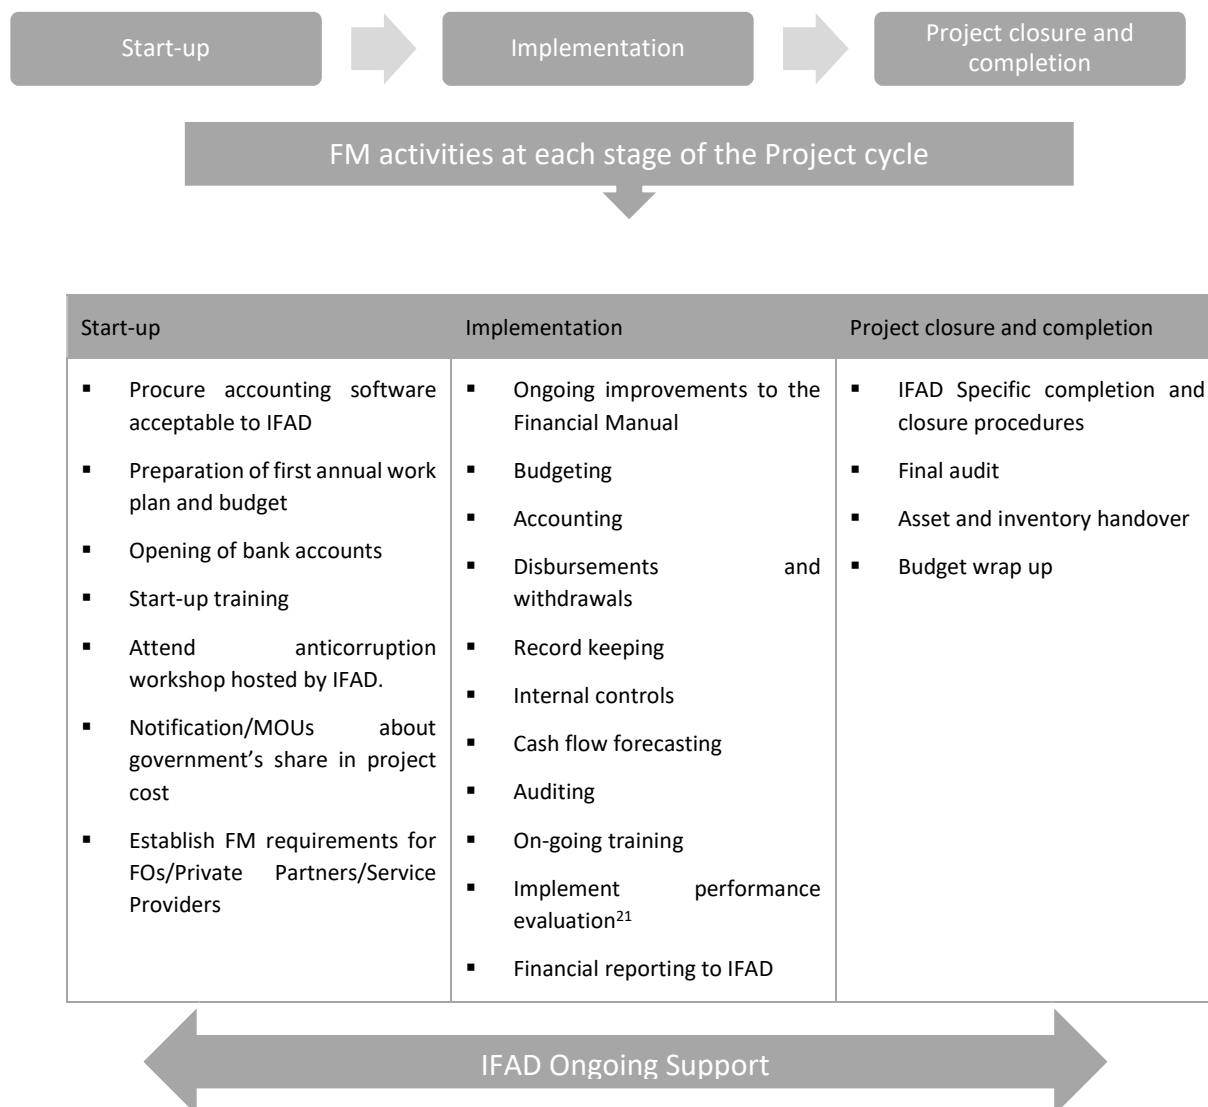 Start-up
Implementation
Project closure and
completion
FM activities at each stage of the Project cycle
Start-up
Implementation
Project closure and completion
▪ Procure accounting software
acceptable to IFAD
▪ Preparation of first annual work
plan and budget
▪ Opening of bank accounts
▪ Start-up training
▪ Attend anticorruption
workshop hosted by IFAD.
▪ Notification/MOUs about
government’s share in project
cost
▪ Establish FM requirements for
FOs/Private Partners/Service
Providers
▪ Ongoing improvements to the
Financial Manual
▪ Budgeting
▪ Accounting
▪ Disbursements and
withdrawals
▪ Record keeping
▪ Internal controls
▪ Cash flow forecasting
▪ Auditing
▪ On-going training
▪ Implement performance
evaluation²¹
▪ Financial reporting to IFAD
▪ IFAD Specific completion and
closure procedures
▪ Final audit
▪ Asset and inventory handover
▪ Budget wrap up
IFAD Ongoing Support